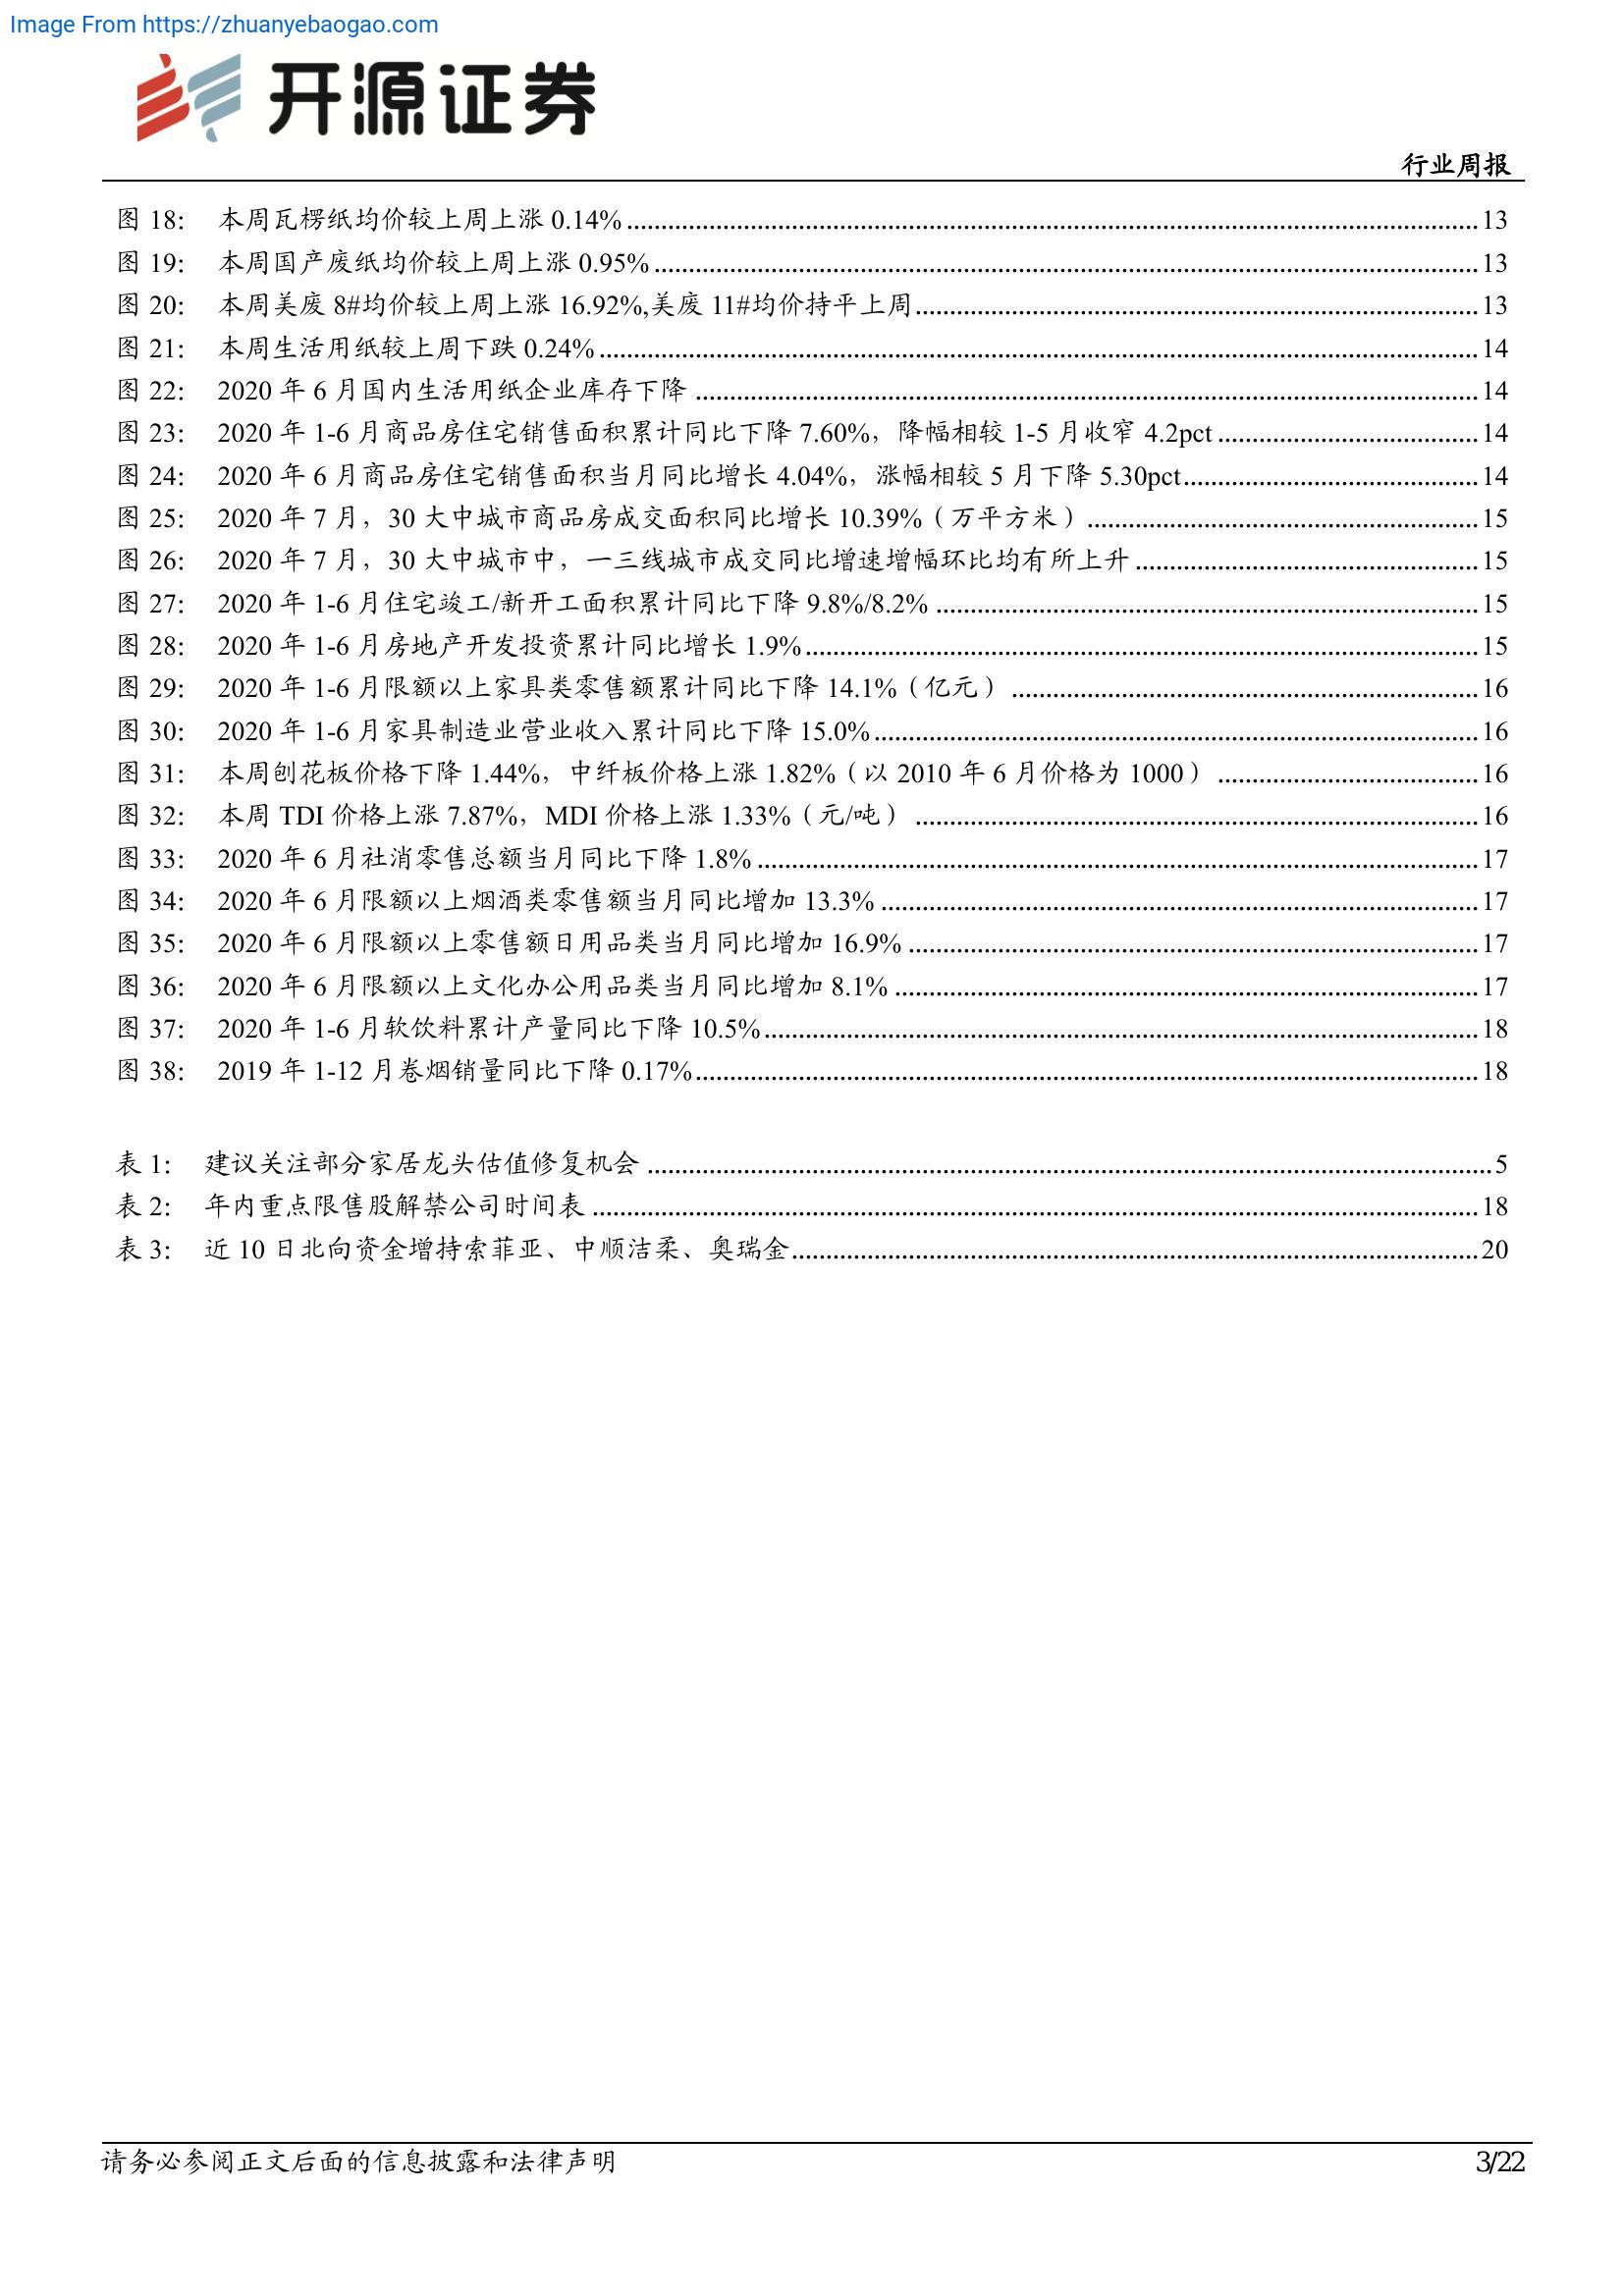 Image From https://zhuanyebaogao.com
开源证券
行业周报
图 18： 本周瓦楞纸均价较上周上涨 0.14%....................13
图 19： 本周国产废纸均价较上周上涨 0.95%....................13
图 20： 本周美废 8#均价较上周上涨 16.92%,美废 11#均价持平上周....................13
图 21： 本周生活用纸较上周下跌 0.24%....................14
图 22： 2020 年 6 月国内生活用纸企业库存下降....................14
图 23： 2020 年 1-6 月商品房住宅销售面积累计同比下降 7.60%，降幅相较 1-5 月收窄 4.2pct....................14
图 24： 2020 年 6 月商品房住宅销售面积当月同比增长 4.04%，涨幅相较 5 月下降 5.30pct....................14
图 25： 2020 年 7 月，30 大中城市商品房成交面积同比增长 10.39%（万平方米）....................15
图 26： 2020 年 7 月，30 大中城市中，一三线城市成交同比增速增幅环比均有所上升....................15
图 27： 2020 年 1-6 月住宅竣工/新开工面积累计同比下降 9.8%/8.2%....................15
图 28： 2020 年 1-6 月房地产开发投资累计同比增长 1.9%....................15
图 29： 2020 年 1-6 月限额以上家具类零售额累计同比下降 14.1%（亿元）....................16
图 30： 2020 年 1-6 月家具制造业营业收入累计同比下降 15.0%....................16
图 31： 本周刨花板价格下降 1.44%，中纤板价格上涨 1.82%（以 2010 年 6 月价格为 1000）....................16
图 32： 本周 TDI 价格上涨 7.87%，MDI 价格上涨 1.33%（元/吨）....................16
图 33： 2020 年 6 月社消零售总额当月同比下降 1.8%....................17
图 34： 2020 年 6 月限额以上烟酒类零售额当月同比增加 13.3%....................17
图 35： 2020 年 6 月限额以上零售额日用品类当月同比增加 16.9%....................17
图 36： 2020 年 6 月限额以上文化办公用品类当月同比增加 8.1%....................17
图 37： 2020 年 1-6 月软饮料累计产量同比下降 10.5%....................18
图 38： 2019 年 1-12 月卷烟销量同比下降 0.17%....................18
表 1： 建议关注部分家居龙头估值修复机会....................5
表 2： 年内重点限售股解禁公司时间表....................18
表 3： 近 10 日北向资金增持索菲亚、中顺洁柔、奥瑞金....................20
请务必参阅正文后面的信息披露和法律声明
3/22